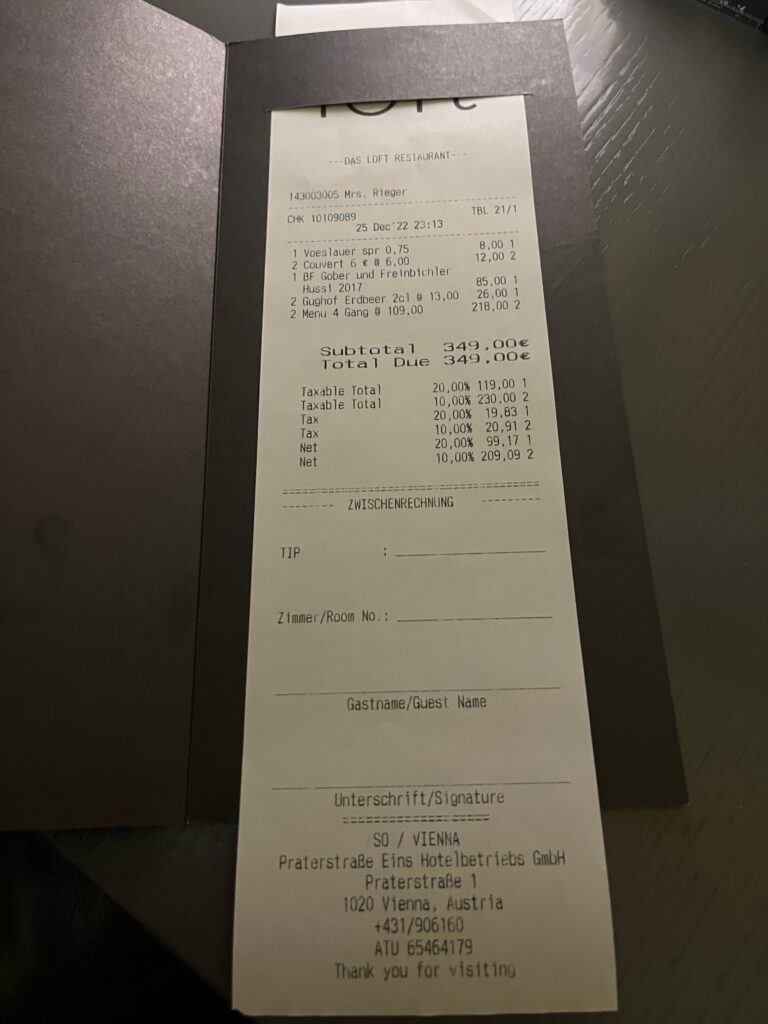 ---DAS LOFT RESTAURANT---
143003005 Mrs. Rieger
CHK 10109089 TBL 21/1
25 Dec'22 23:13
1 Voeslauer spr 0,75 8,00 1
2 Couvert 6 € @ 6,00 12,00 2
1 BF Gober und Freinbichler
Hussi 2017 85,00 1
2 Gughof Erdbeer 2cl @ 13,00 26,00 1
2 Menu 4 Gang @ 109,00 218,00 2
Subtotal 349,00€
Total Due 349,00€
Taxable Total 20,00% 119,00 1
Taxable Total 10,00% 230,00 2
Tax 20,00% 19,83 1
Tax 10,00% 20,91 2
Net 20,00% 99,17 1
Net 10,00% 209,09 2
-------- ZWISCHENRECHNUNG ---------
TIP :
Zimmer/Room No.:
Gastname/Guest Name
Unterschrift/Signature
SO / VIENNA
Praterstraße Eins Hotelbetriebs GmbH
Praterstraße 1
1020 Vienna, Austria
+431/906160
ATU 65464179
Thank you for visiting